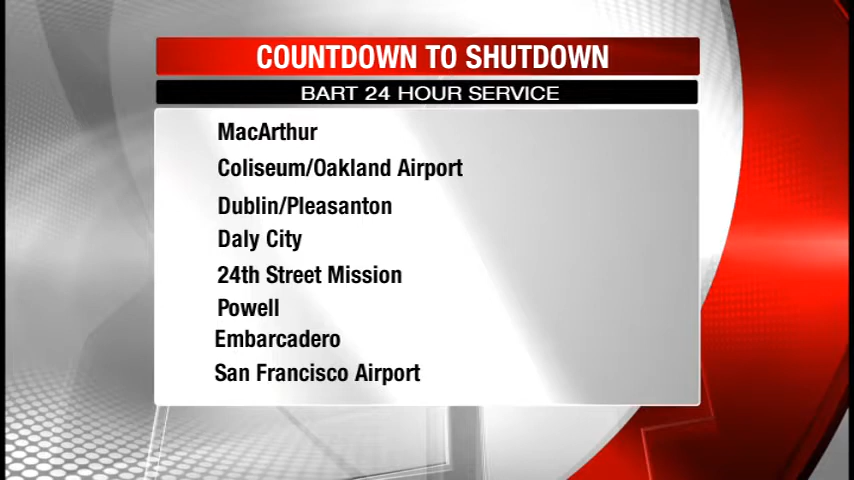 COUNTDOWN TO SHUTDOWN
BART 24 HOUR SERVICE
MacArthur
Coliseum/Oakland Airport
Dublin/Pleasanton
Daly City
24th Street Mission
Powell
Embarcadero
San Francisco Airport